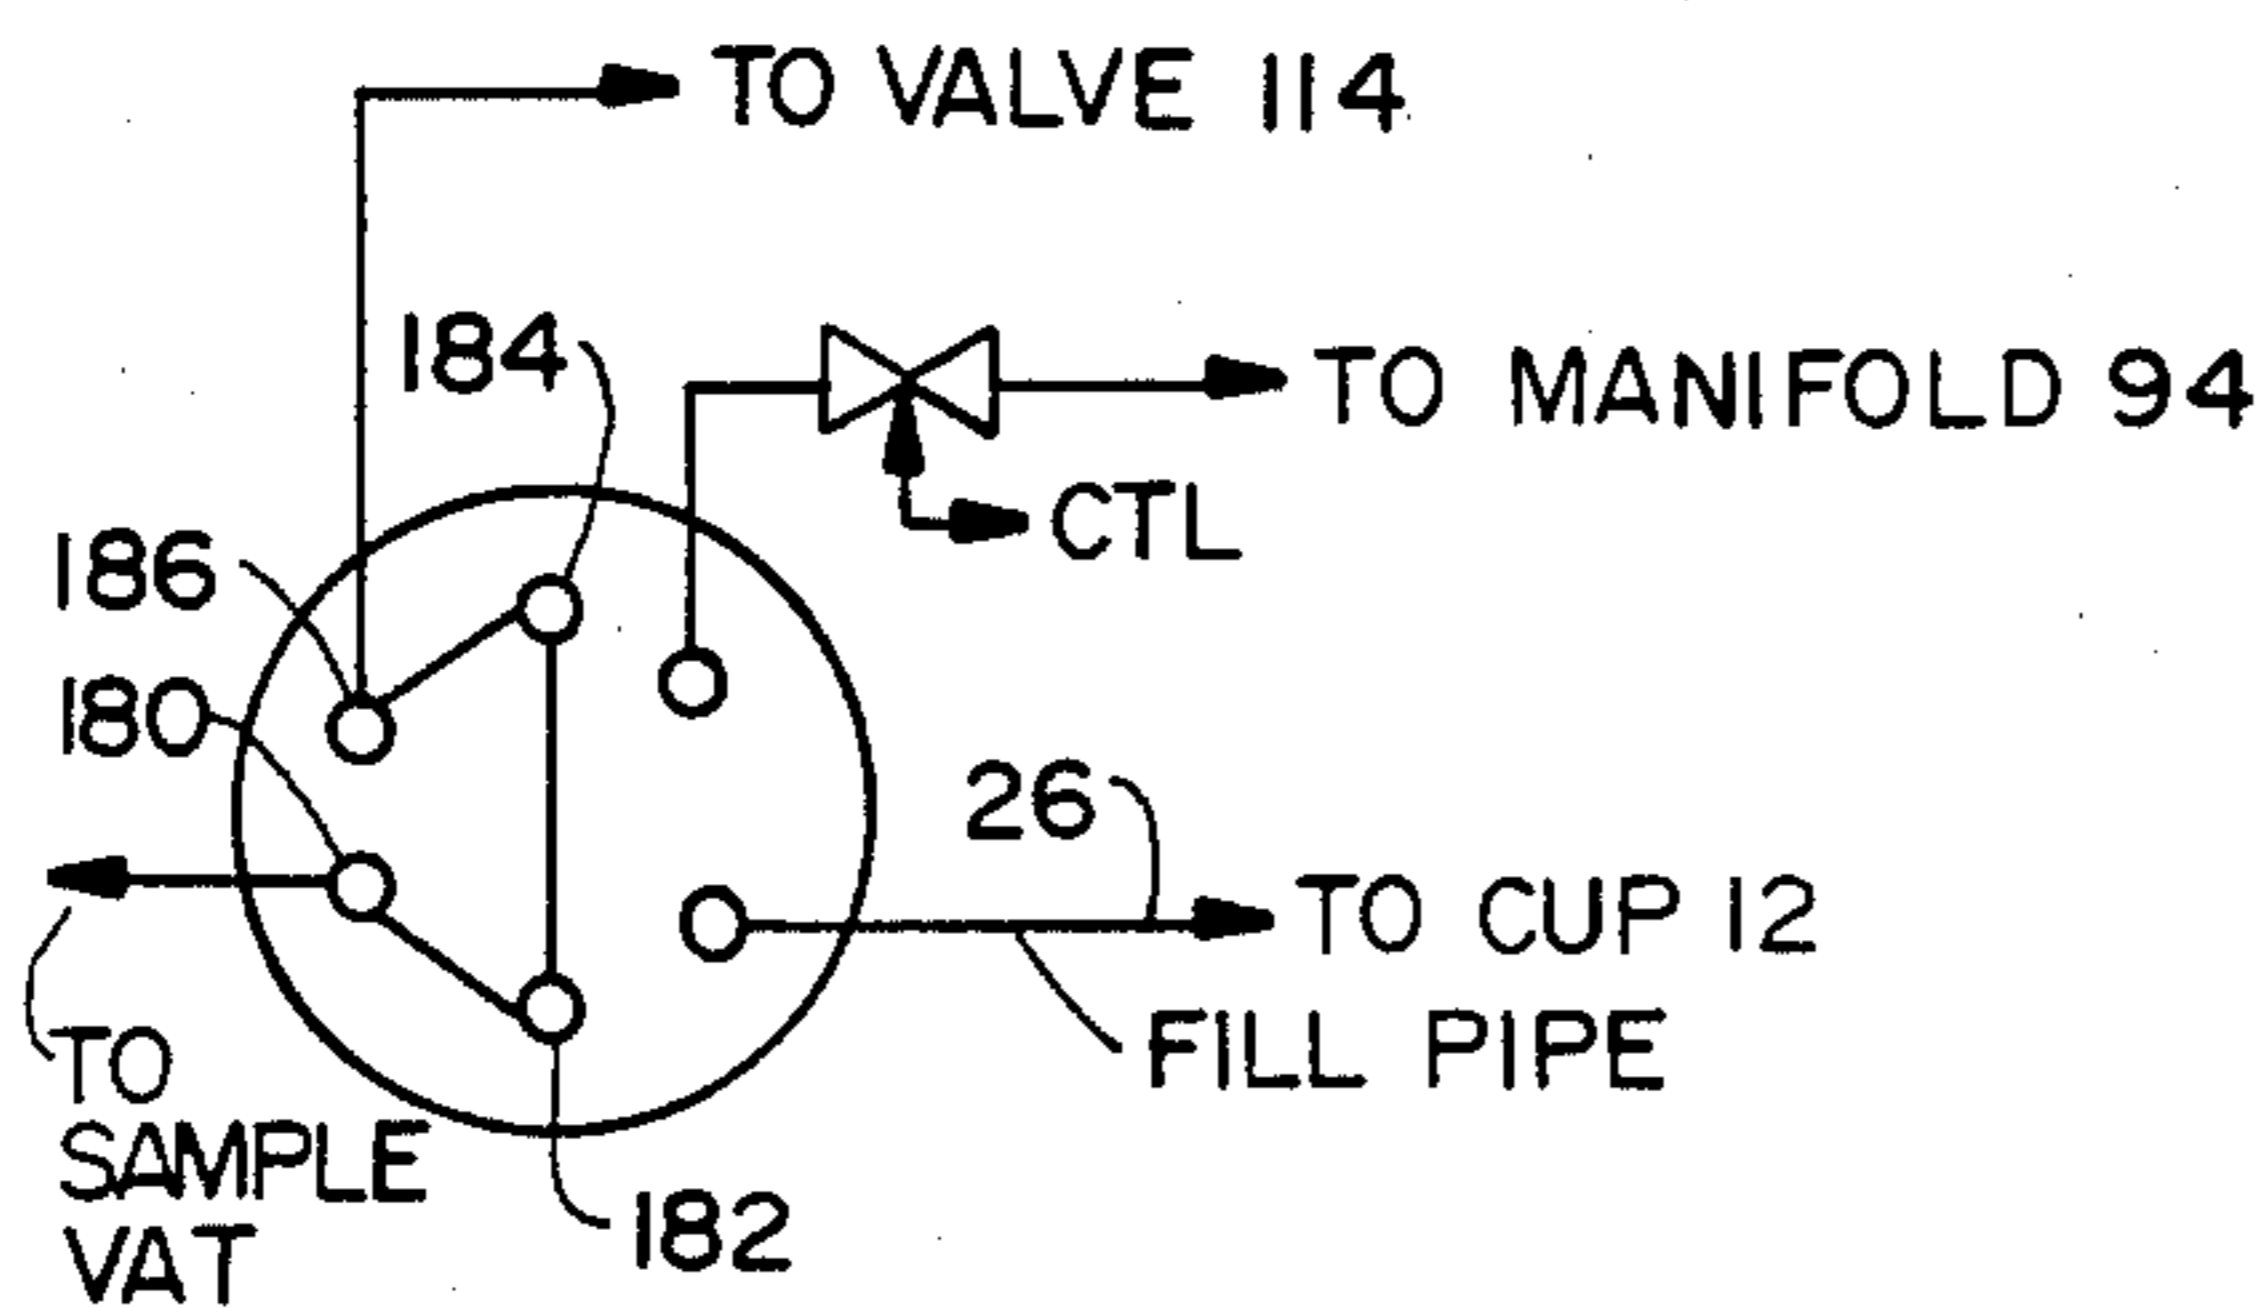 TO VALVE 114
184
TO MANIFOLD 94
CTL
186
180
26
TO CUP 12
FILL PIPE
TO
SAMPLE
VAT
182